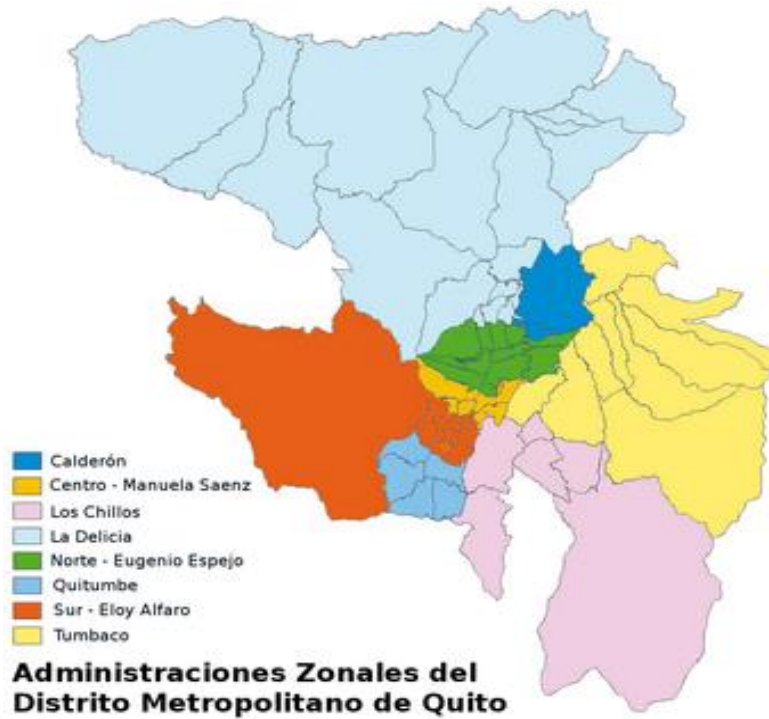 Calderón
Centro - Manuela Saenz
Los Chillos
La Delicia
Norte - Eugenio Espejo
Quitumbe
Sur - Eloy Alfaro
Tumbaco
Administraciones Zonales del
Distrito Metropolitano de Quito